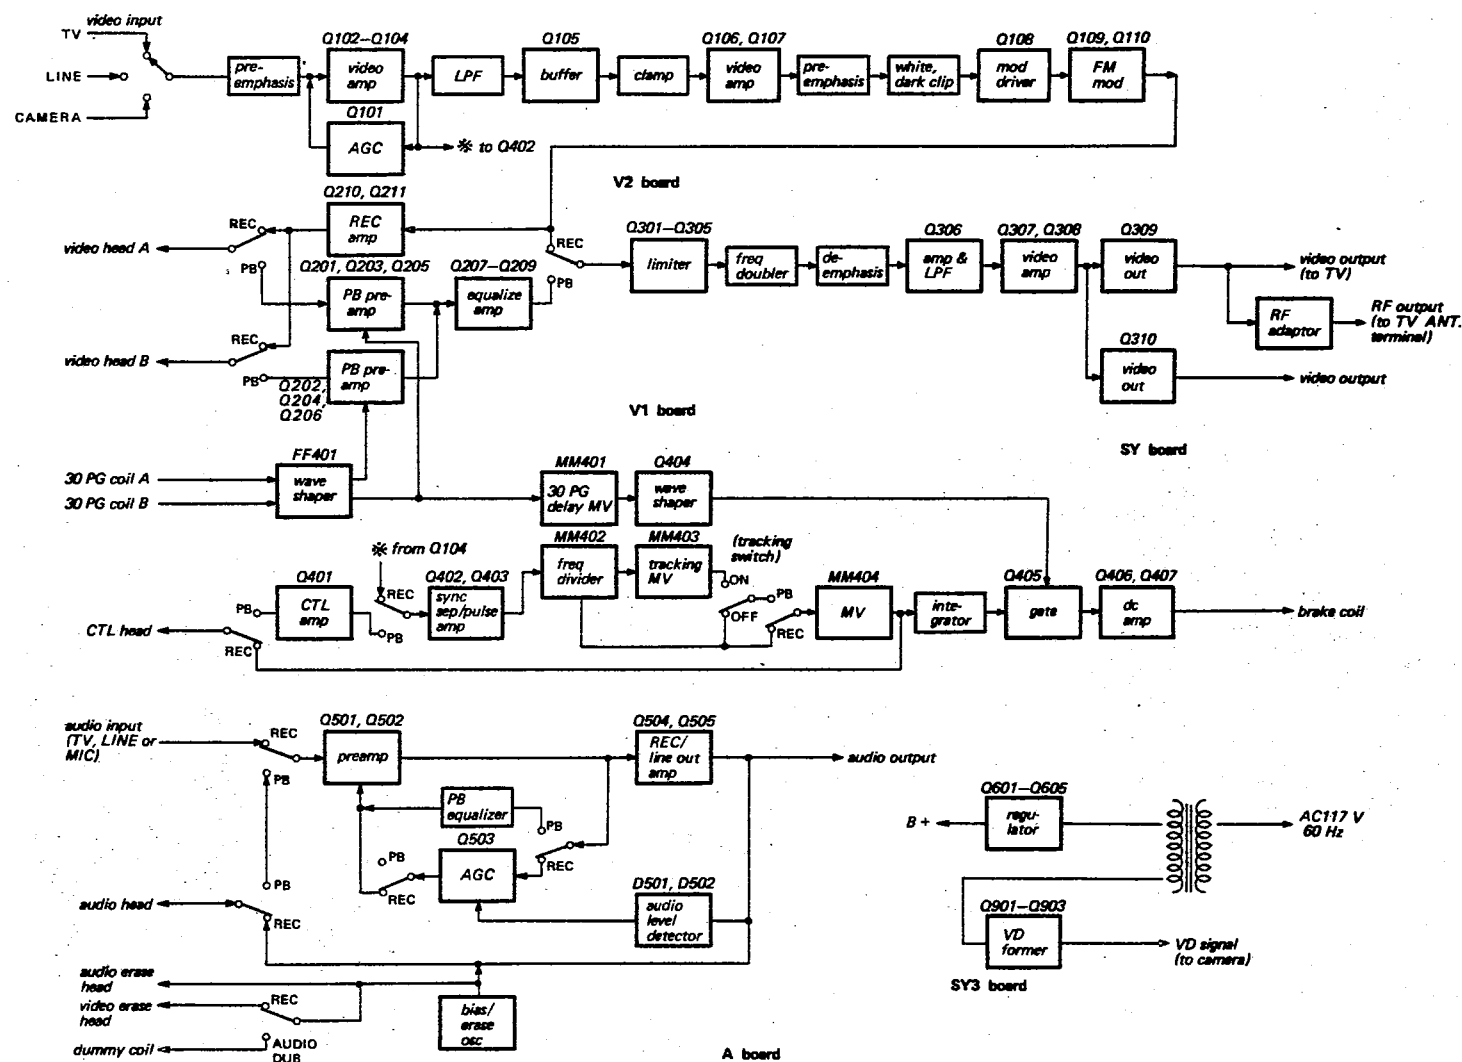 video input
TV
LINE
CAMERA
pre-
emphasis
Q102–Q104
video
amp
Q101
AGC
※ to Q402
LPF
Q105
buffer
clamp
Q106, Q107
video
amp
pre-
emphasis
white,
dark clip
Q108
mod
driver
Q109, Q110
FM
mod
V2 board
Q210, Q211
REC
amp
REC
video head A
PB
Q201, Q203, Q205
PB pre-
amp
Q207–Q209
equalize
amp
REC
PB
Q301–Q305
limiter
freq
doubler
de-
emphasis
Q306
amp &
LPF
Q307, Q308
video
amp
Q309
video
out
video output
(to TV)
RF
adaptor
RF output
(to TV ANT.
terminal)
Q310
video
out
video output
REC
video head B
PB
PB pre-
amp
Q202,
Q204,
Q206
V1 board
SY board
30 PG coil A
30 PG coil B
FF401
wave
shaper
MM401
30 PG
delay MV
Q404
wave
shaper
※ from Q104
REC
PB
Q401
CTL
amp
PB
CTL head
REC
Q402, Q403
sync
sep/pulse
amp
MM402
freq
divider
MM403
tracking
MV
(tracking
switch)
ON
OFF
PB
REC
MM404
MV
inte-
grator
Q405
gate
Q406, Q407
dc
amp
brake coil
audio input
(TV, LINE or
MIC)
REC
PB
Q501, Q502
preamp
Q504, Q505
REC/
line out
amp
audio output
PB
equalizer
PB
REC
Q503
AGC
PB
REC
D501, D502
audio
level
detector
PB
audio head
REC
audio erase
head
video erase
head
REC
dummy coil
AUDIO
DUB
bias/
erase
osc
A board
Q601–Q605
regu-
lator
B +
AC117 V
60 Hz
Q901–Q903
VD
former
VD signal
(to camera)
SY3 board